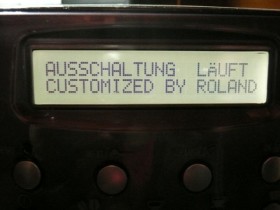 AUSSCHALTUNG LäUFT
CUSTOMIZED BY ROLAND